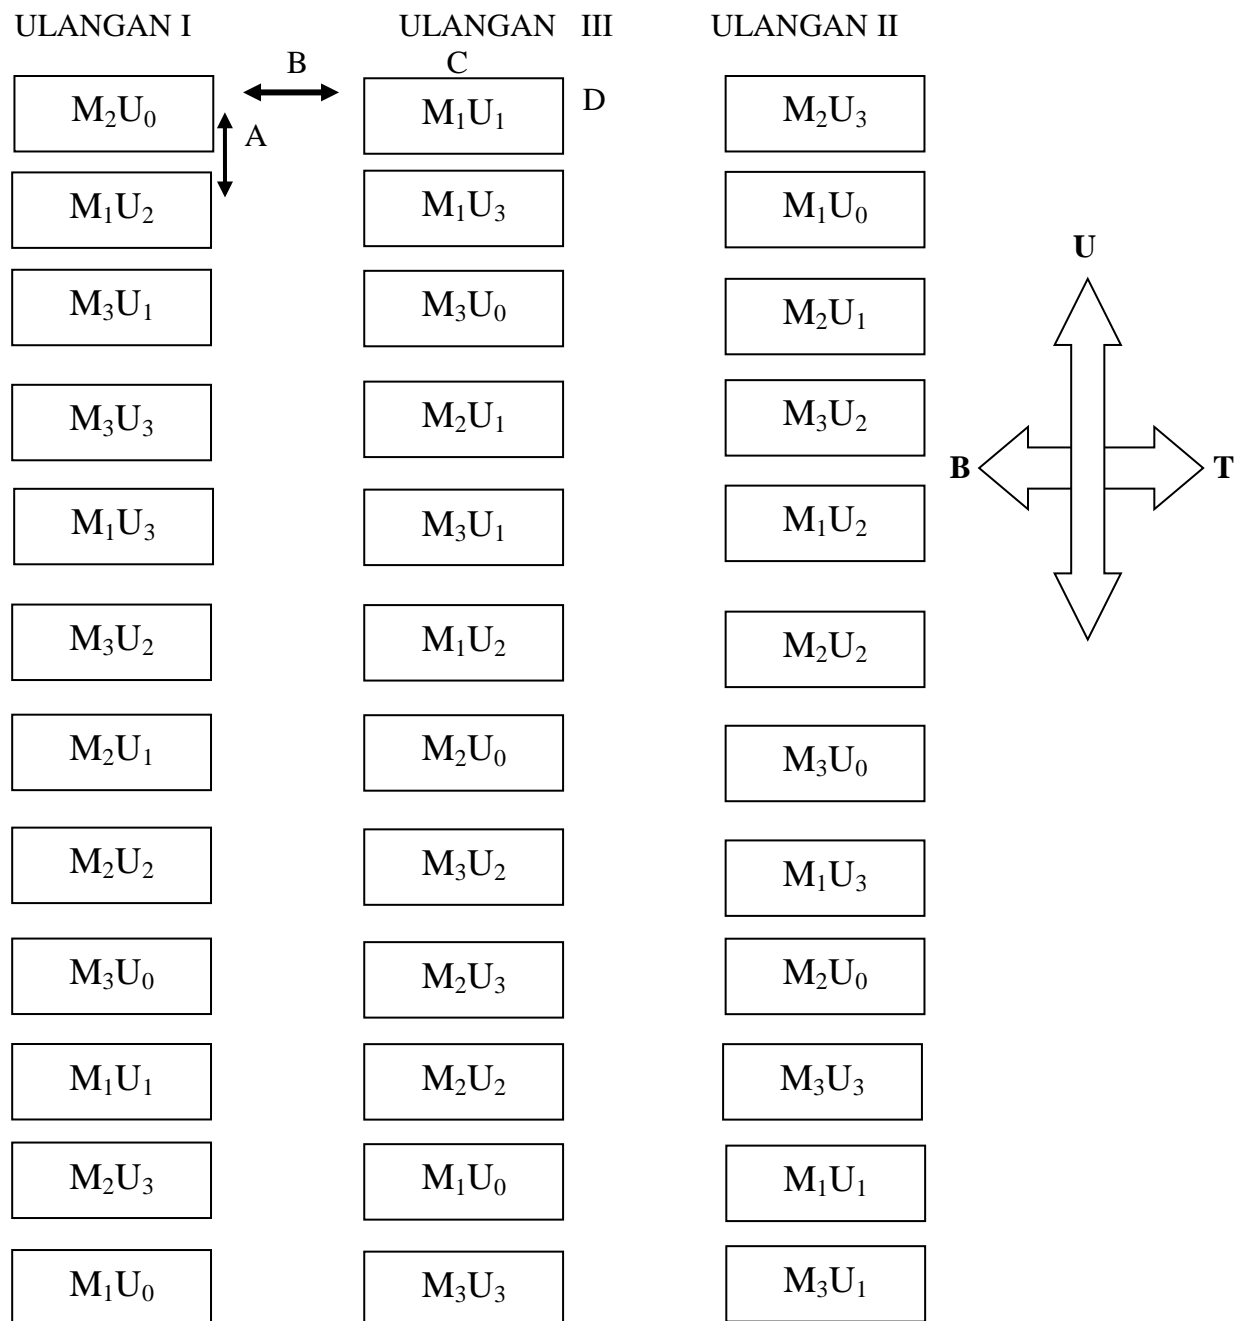 ULANGAN I ULANGAN III ULANGAN II
B C
M₂U₀ M₁U₁ D M₂U₃
A
M₁U₂ M₁U₃ M₁U₀
U
M₃U₁ M₃U₀ M₂U₁
M₃U₃ M₂U₁ M₃U₂
B T
M₁U₃ M₃U₁ M₁U₂
M₃U₂ M₁U₂ M₂U₂
M₂U₁ M₂U₀ M₃U₀
M₂U₂ M₃U₂ M₁U₃
M₃U₀ M₂U₃ M₂U₀
M₁U₁ M₂U₂ M₃U₃
M₂U₃ M₁U₀ M₁U₁
M₁U₀ M₃U₃ M₃U₁